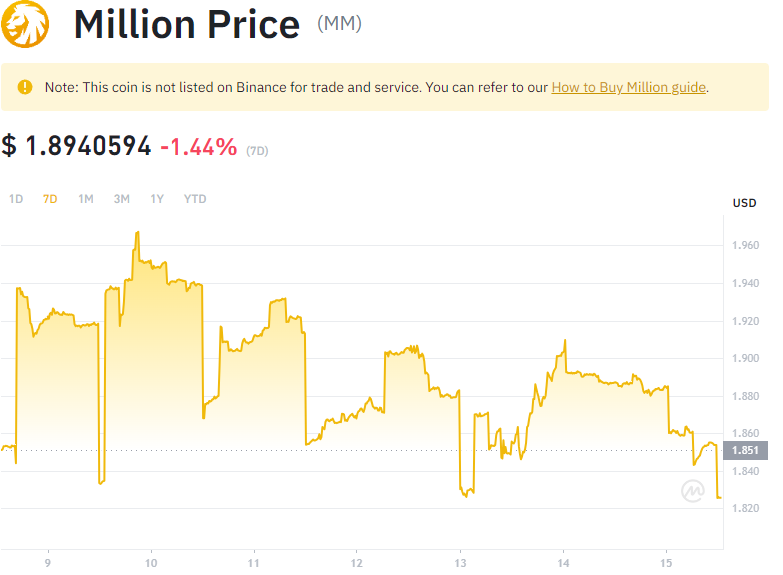 Million Price (MM)
Note: This coin is not listed on Binance for trade and service. You can refer to our How to Buy Million guide.
$ 1.8940594 -1.44% (7D)
1D 7D 1M 3M 1Y YTD
USD
1.960
1.940
1.920
1.900
1.880
1.860
1.851
1.840
1.820
9 10 11 12 13 14 15